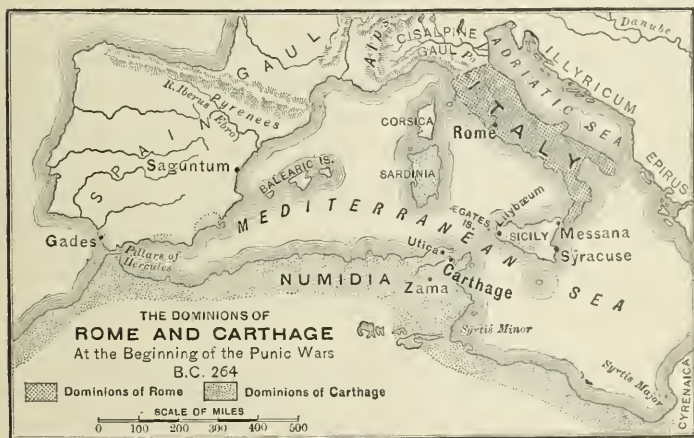 Danube
Alps
CISALPINE
GAUL Po
ILLYRICUM
ADRIATIC SEA
GAUL
Pyrenees
R. Iberus (Ebro)
SPAIN
Saguntum
BALEARIC IS.
CORSICA
SARDINIA
ITALY
Rome
EPIRUS
MEDITERRANEAN SEA
ÆGATES
IS.
Lilybæum
SICILY
Messana
Syracuse
Gades
Pillars of
Hercules
Utica
Carthage
NUMIDIA
Zama
Syrtis Minor
Syrtis Major
CYRENAICA
THE DOMINIONS OF
ROME AND CARTHAGE
At the Beginning of the Punic Wars
B.C. 264
Dominions of Rome
Dominions of Carthage
SCALE OF MILES
0 100 200 300 400 500